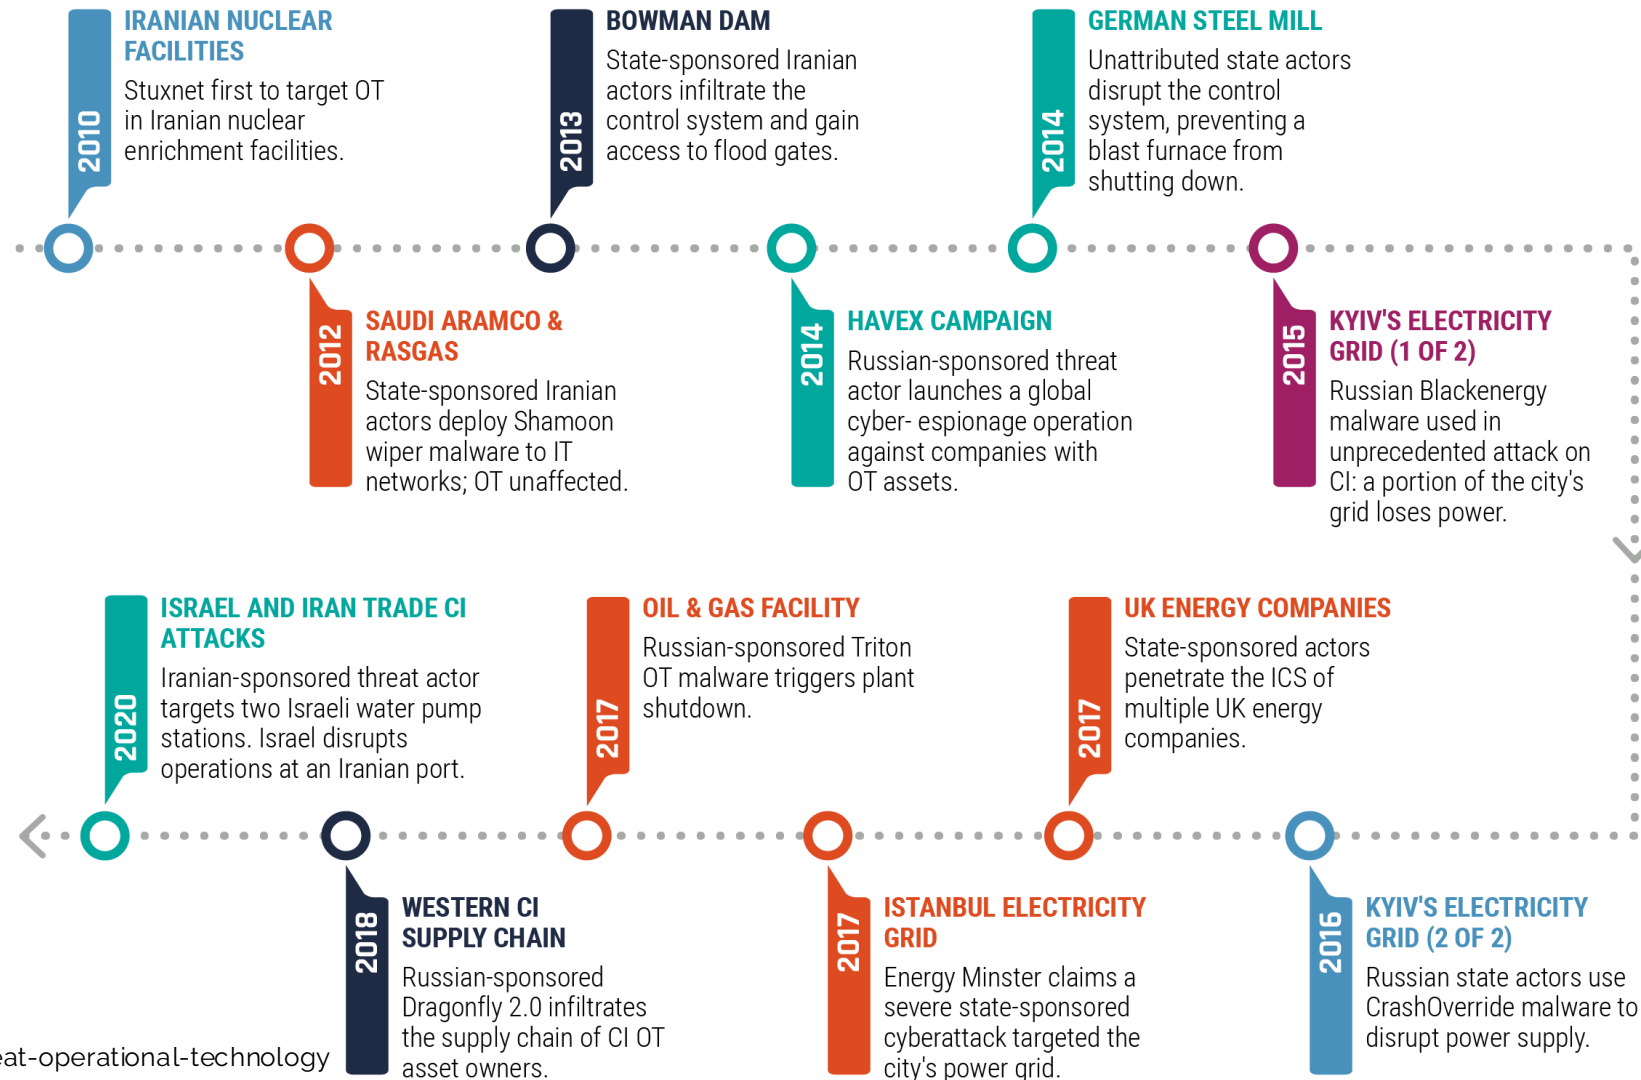 2010
IRANIAN NUCLEAR
FACILITIES
Stuxnet first to target OT
in Iranian nuclear
enrichment facilities.
2012
SAUDI ARAMCO &
RASGAS
State-sponsored Iranian
actors deploy Shamoon
wiper malware to IT
networks; OT unaffected.
2013
BOWMAN DAM
State-sponsored Iranian
actors infiltrate the
control system and gain
access to flood gates.
2014
HAVEX CAMPAIGN
Russian-sponsored threat
actor launches a global
cyber- espionage operation
against companies with
OT assets.
2014
GERMAN STEEL MILL
Unattributed state actors
disrupt the control
system, preventing a
blast furnace from
shutting down.
2015
KYIV'S ELECTRICITY
GRID (1 OF 2)
Russian Blackenergy
malware used in
unprecedented attack on
CI: a portion of the city's
grid loses power.
2016
KYIV'S ELECTRICITY
GRID (2 OF 2)
Russian state actors use
CrashOverride malware to
disrupt power supply.
2017
UK ENERGY COMPANIES
State-sponsored actors
penetrate the ICS of
multiple UK energy
companies.
2017
ISTANBUL ELECTRICITY
GRID
Energy Minster claims a
severe state-sponsored
cyberattack targeted the
city's power grid.
2017
OIL & GAS FACILITY
Russian-sponsored Triton
OT malware triggers plant
shutdown.
2018
WESTERN CI
SUPPLY CHAIN
Russian-sponsored
Dragonfly 2.0 infiltrates
the supply chain of CI OT
asset owners.
2020
ISRAEL AND IRAN TRADE CI
ATTACKS
Iranian-sponsored threat actor
targets two Israeli water pump
stations. Israel disrupts
operations at an Iranian port.
eat-operational-technology